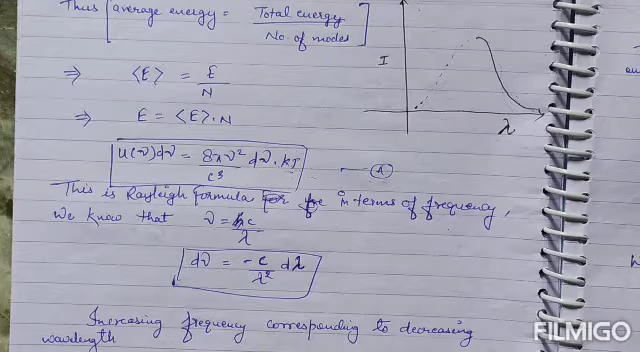 Thus [average energy = Total energy / No. of modes]
I
⇒ ⟨E⟩ = E / N
⇒ E = ⟨E⟩.N
λ
u(ν)dν = 8πν² / c³ dν. kT — (A)
This is Rayleigh formula in terms of frequency,
We know that ν = c / λ
dν = -c / λ² dλ
Increasing frequency corresponding to decreasing
wavelength
FILMIGO